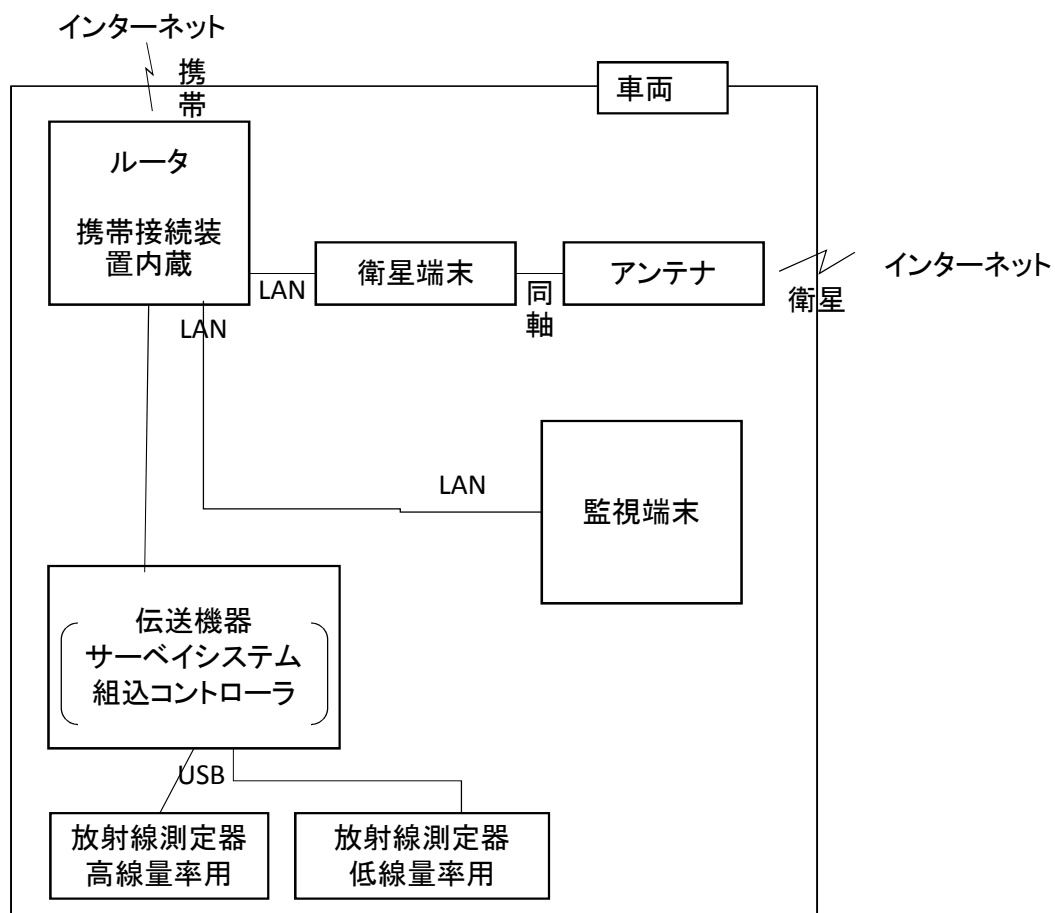 インターネット
携
帯
車両
ルータ
携帯接続装
置内蔵
LAN
衛星端末
同
軸
アンテナ
衛星
インターネット
LAN
LAN
監視端末
伝送機器
サーベイシステム
組込コントローラ
USB
放射線測定器
高線量率用
放射線測定器
低線量率用